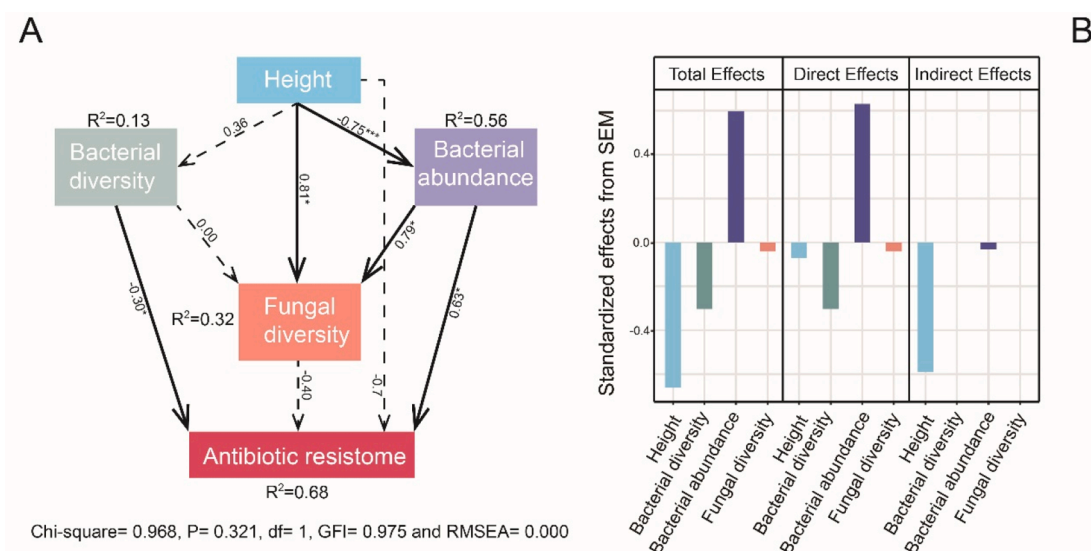 A
Height
R²=0.13
0.36
-0.75***
R²=0.56
Bacterial
diversity
Bacterial
abundance
0.81*
0.00
0.79*
-0.30*
Fungal
diversity
0.63*
R²=0.32
-0.40
-0.7
Antibiotic resistome
R²=0.68
Chi-square= 0.968, P= 0.321, df= 1, GFI= 0.975 and RMSEA= 0.000
B
Total Effects
Direct Effects
Indirect Effects
Standardized effects from SEM
0.4
0.0
-0.4
Height
Bacterial diversity
Bacterial abundance
Fungal diversity
Height
Bacterial diversity
Bacterial abundance
Fungal diversity
Height
Bacterial diversity
Bacterial abundance
Fungal diversity